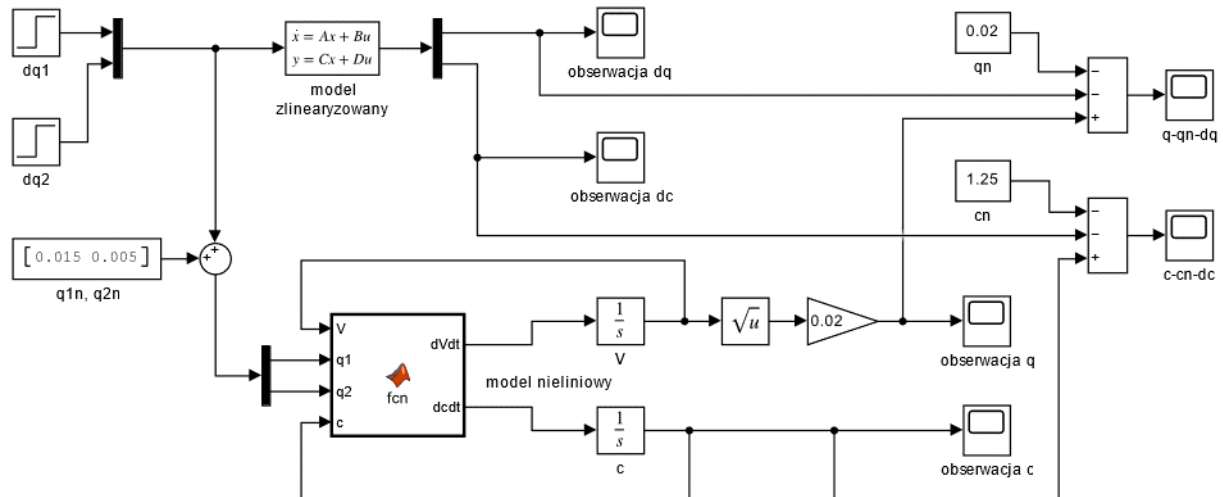 dq1
dq2
ẋ = Ax + Bu
y = Cx + Du
model
zlinearyzowany
obserwacja dq
obserwacja dc
0.02
qn
−
−
+
q-qn-dq
1.25
cn
−
−
+
c-cn-dc
[0.015 0.005]
q1n, q2n
+
+
V
q1
q2
c
fcn
dVdt
dcdt
model nieliniowy
1
s
V
√u
0.02
obserwacja q
1
s
c
obserwacja c